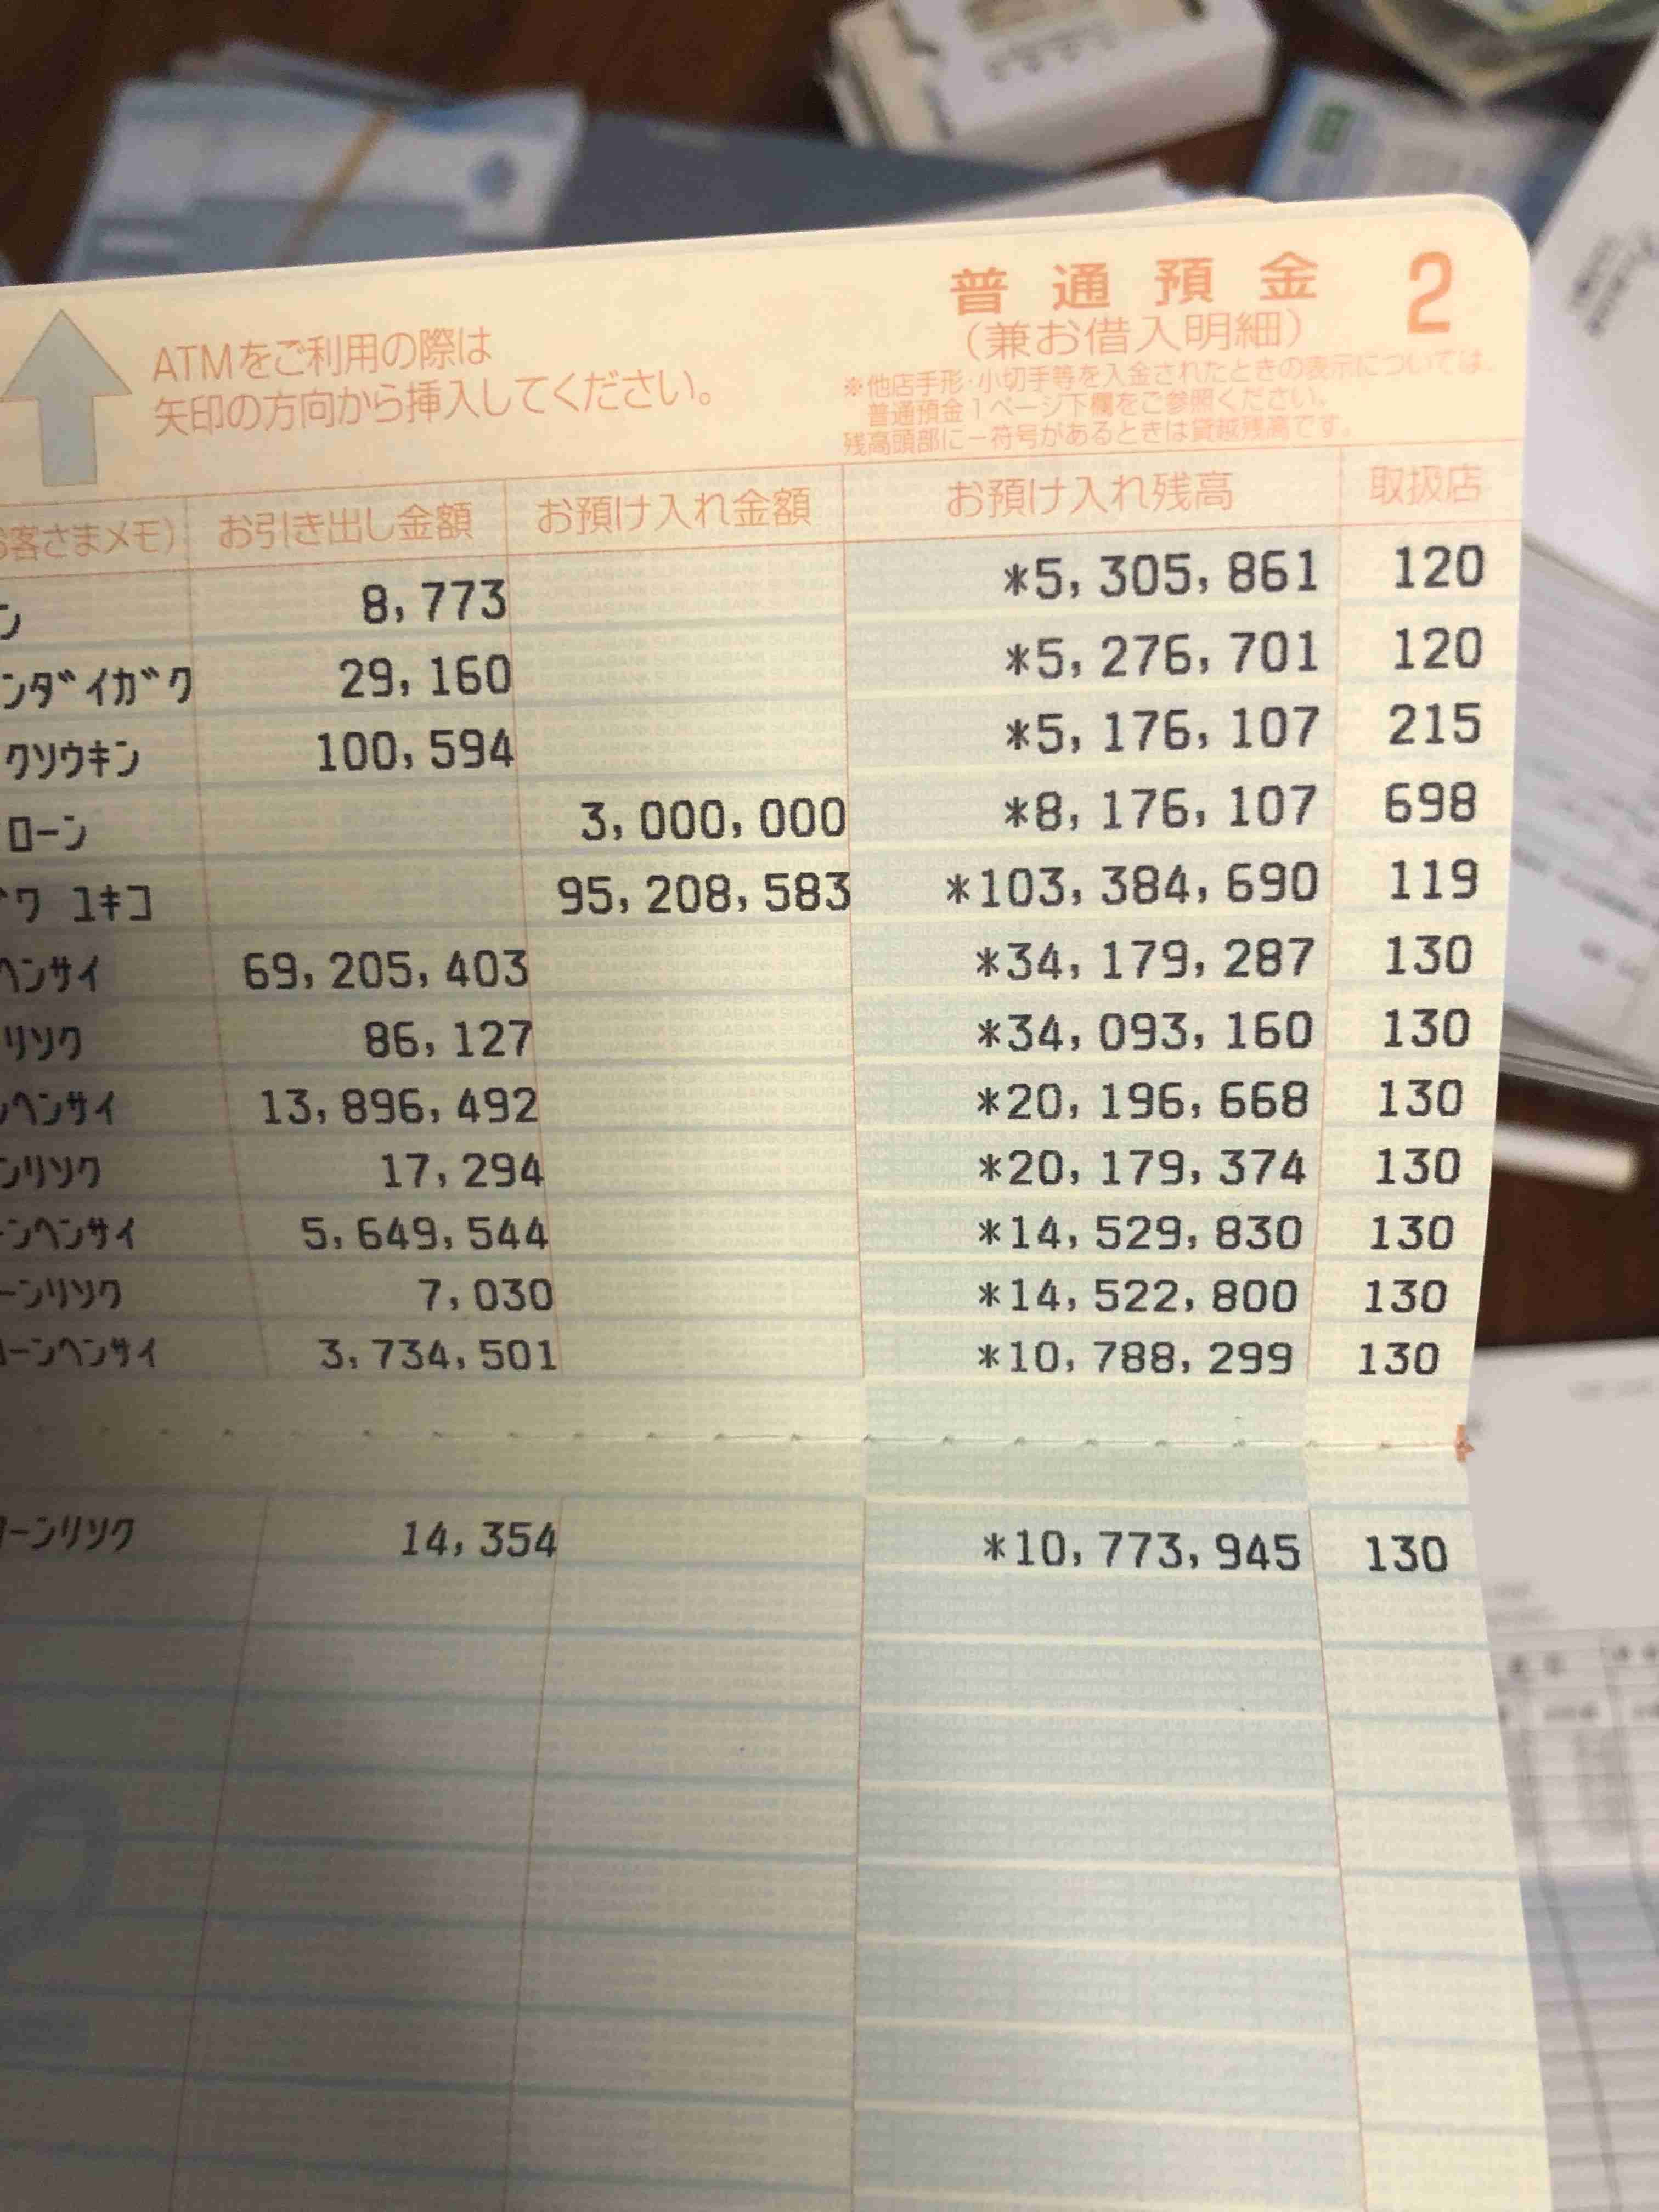 普通預金 2
(兼お借入明細)
ATMをご利用の際は
矢印の方向から挿入してください。
※他店手形・小切手等を入金されたときの表示については、
普通預金1ページ下欄をご参照ください。
残高頭部に−符号があるときは貸越残高です。
お客さまメモ) お引き出し金額 お預け入れ金額 お預け入れ残高 取扱店
ン 8,773 *5,305,861 120
ンダイガク 29,160 *5,276,701 120
クソウキン 100,594 *5,176,107 215
ローン 3,000,000 *8,176,107 698
ワ ユキコ 95,208,583 *103,384,690 119
ヘンサイ 69,205,403 *34,179,287 130
リソク 86,127 *34,093,160 130
ンヘンサイ 13,896,492 *20,196,668 130
ンリソク 17,294 *20,179,374 130
ーンヘンサイ 5,649,544 *14,529,830 130
ーンリソク 7,030 *14,522,800 130
ローンヘンサイ 3,734,501 *10,788,299 130
ローンリソク 14,354 *10,773,945 130